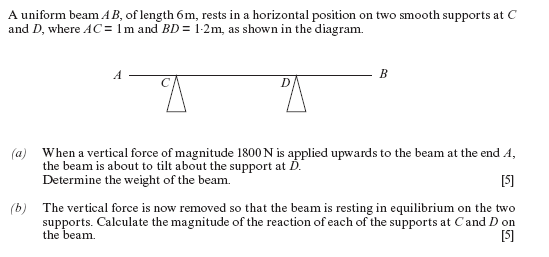 A uniform beam AB, of length 6m, rests in a horizontal position on two smooth supports at C
and D, where AC = 1m and BD = 1·2m, as shown in the diagram.
A B
C D
(a) When a vertical force of magnitude 1800 N is applied upwards to the beam at the end A,
the beam is about to tilt about the support at D.
Determine the weight of the beam. [5]
(b) The vertical force is now removed so that the beam is resting in equilibrium on the two
supports. Calculate the magnitude of the reaction of each of the supports at C and D on
the beam. [5]